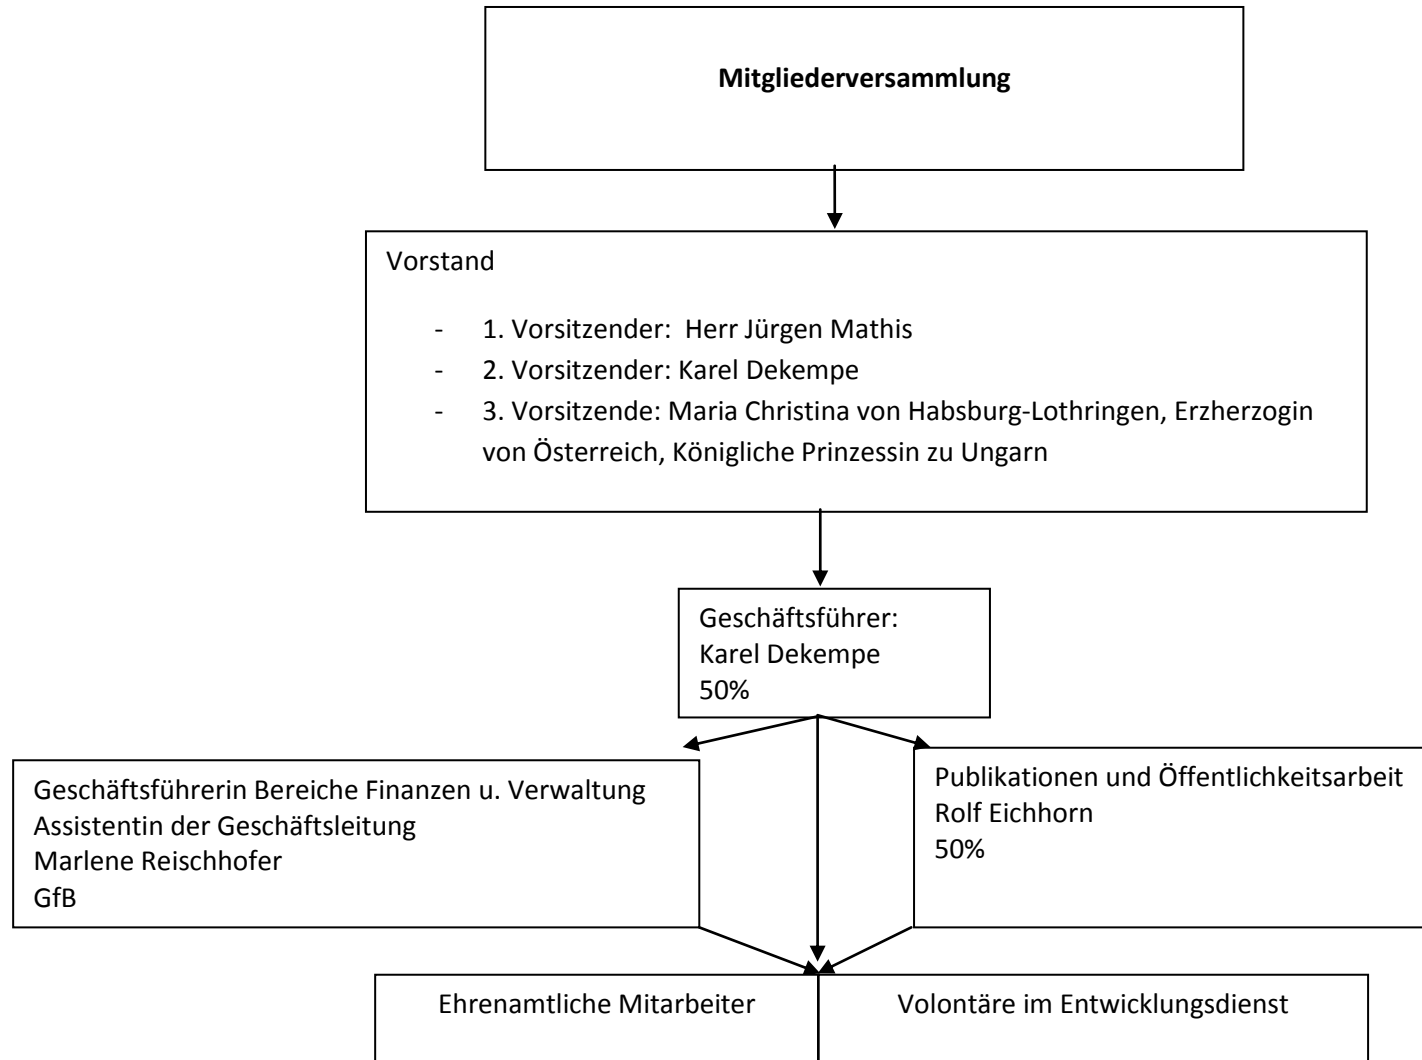 Mitgliederversammlung
Vorstand
- 1. Vorsitzender:  Herr Jürgen Mathis
- 2. Vorsitzender: Karel Dekempe
- 3. Vorsitzende: Maria Christina von Habsburg-Lothringen, Erzherzogin
von Österreich, Königliche Prinzessin zu Ungarn
Geschäftsführer:
Karel Dekempe
50%
Geschäftsführerin Bereiche Finanzen u. Verwaltung
Assistentin der Geschäftsleitung
Marlene Reischhofer
GfB
Publikationen und Öffentlichkeitsarbeit
Rolf Eichhorn
50%
Ehrenamtliche Mitarbeiter
Volontäre im Entwicklungsdienst